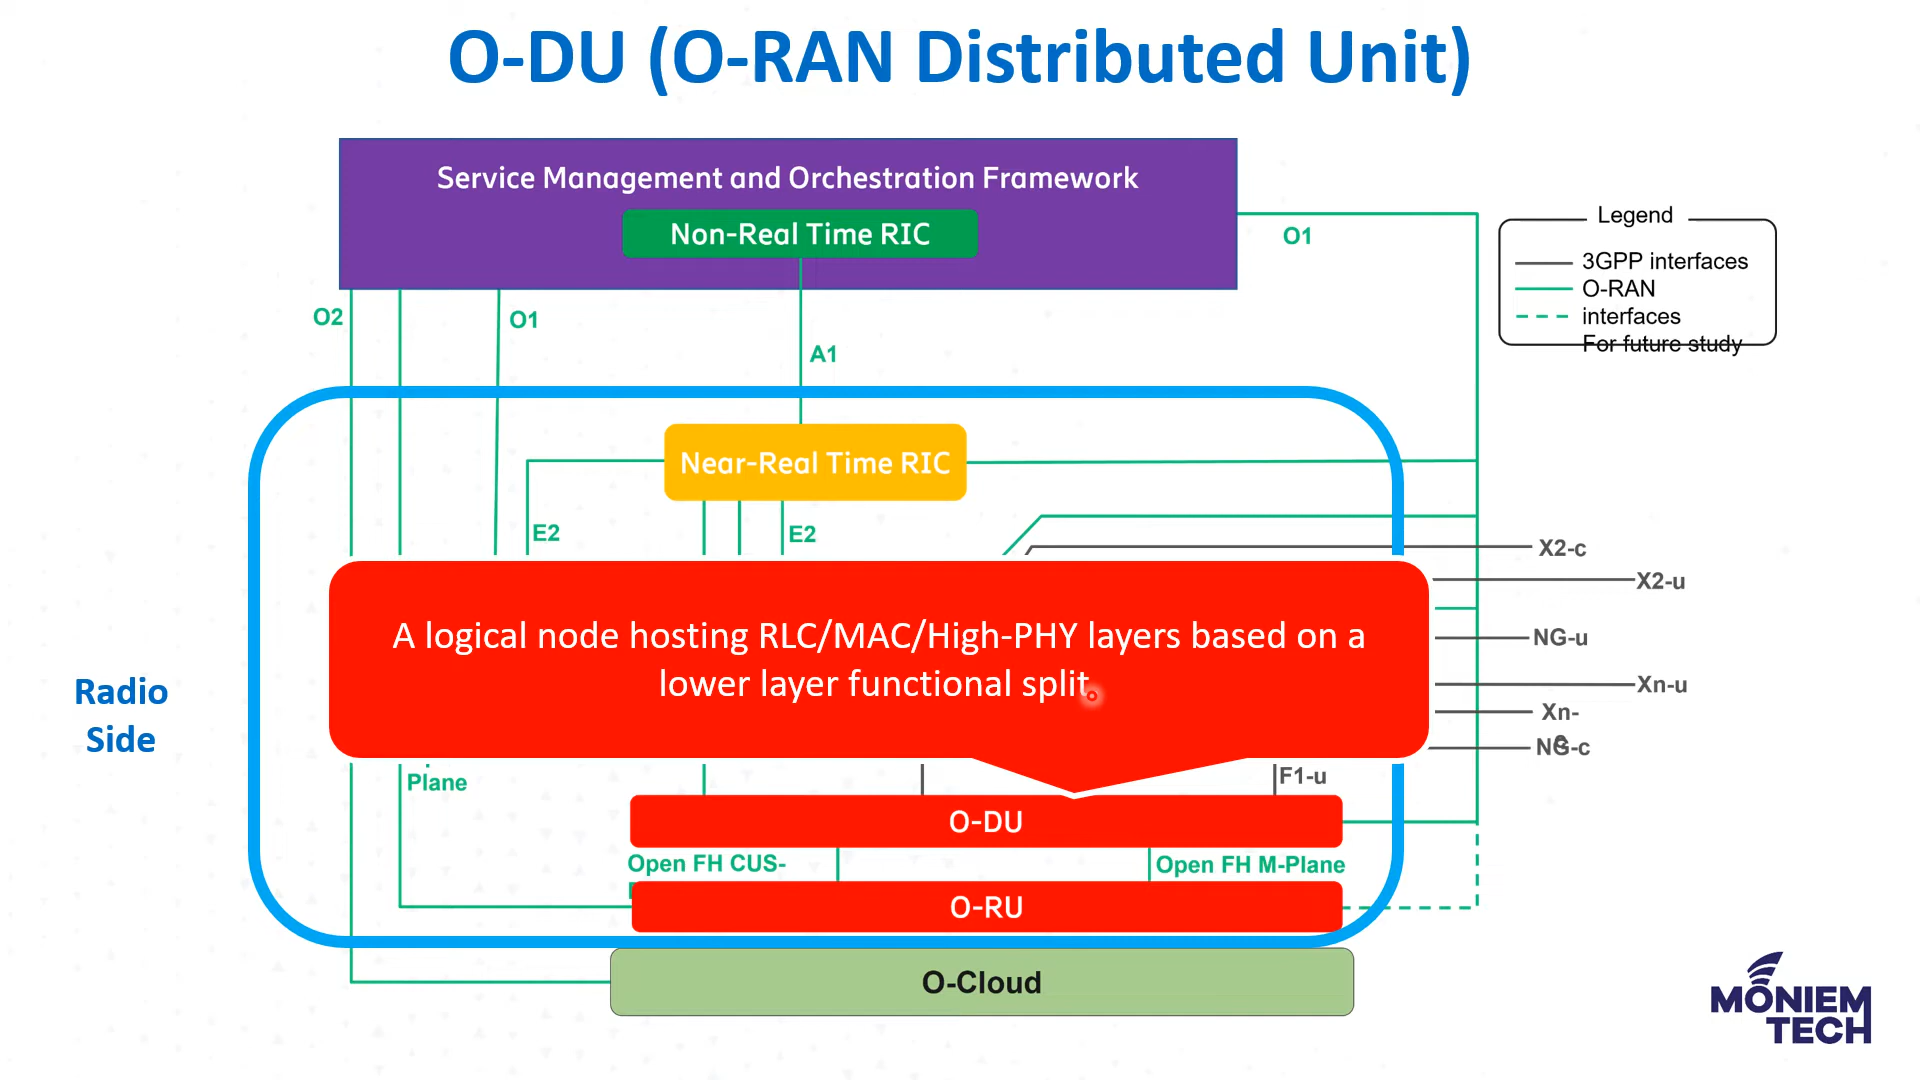 O-DU (O-RAN Distributed Unit)
Service Management and Orchestration Framework
Non-Real Time RIC
O1
Legend
3GPP interfaces
O-RAN
interfaces
For future study
O2
O1
A1
Near-Real Time RIC
E2
E2
X2-c
X2-u
A logical node hosting RLC/MAC/High-PHY layers based on a
lower layer functional split.
NG-u
Xn-u
Xn-
c
NG-c
Radio
Side
Plane
F1-u
O-DU
Open FH CUS-
Open FH M-Plane
O-RU
O-Cloud
MONIEM
TECH